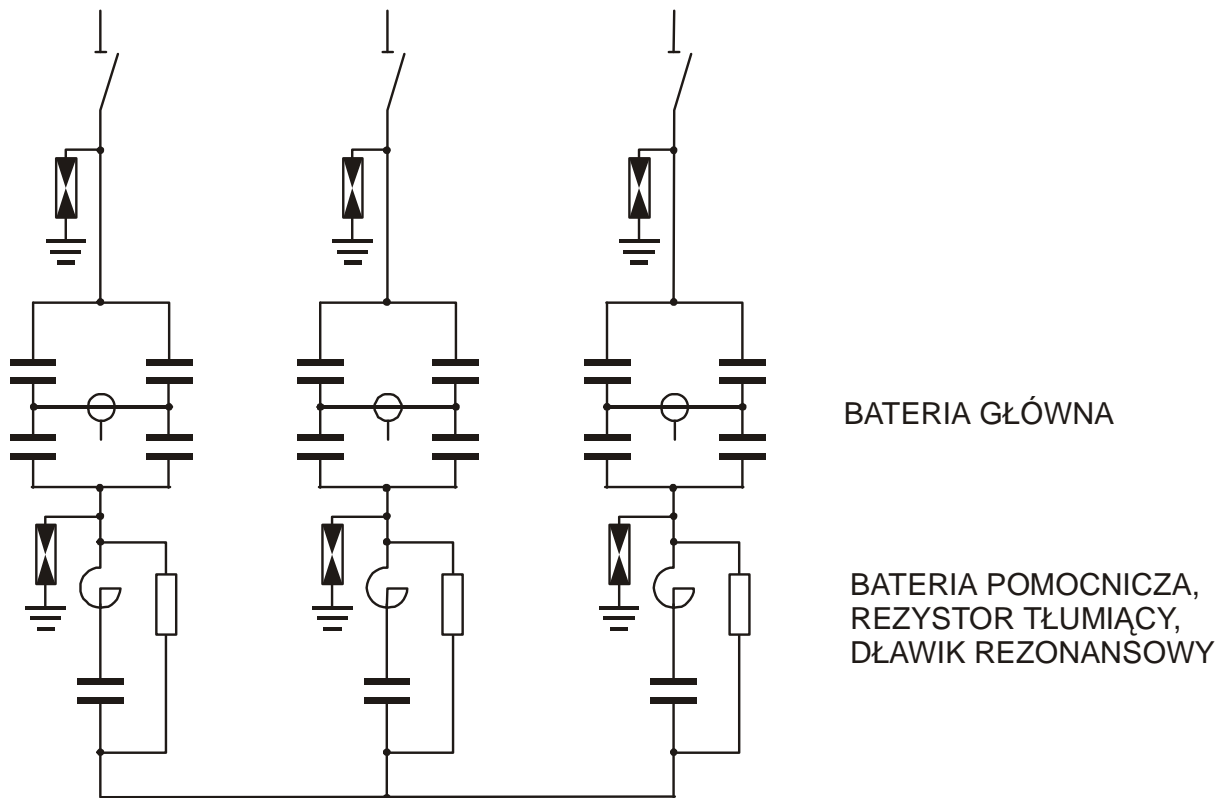 BATERIA GŁÓWNA
BATERIA POMOCNICZA,
REZYSTOR TŁUMIĄCY,
DŁAWIK REZONANSOWY